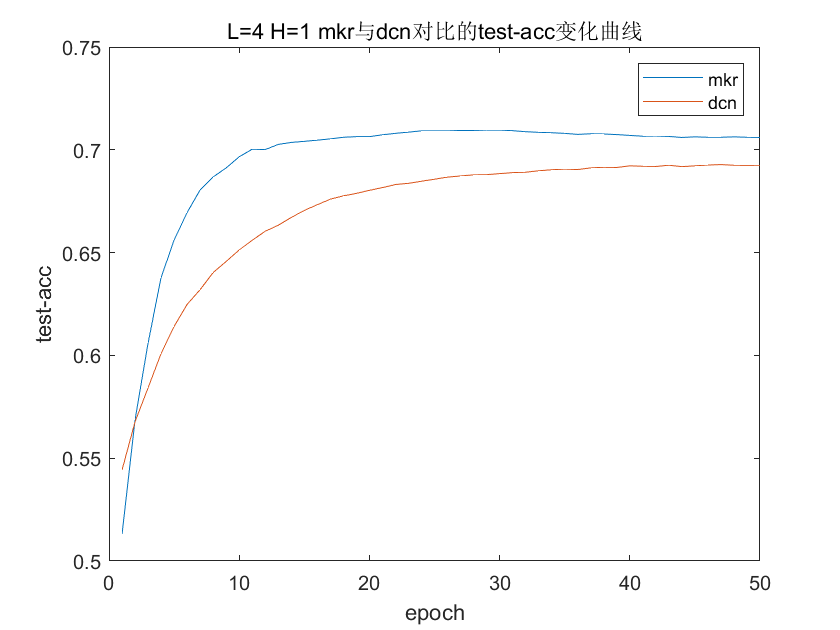 L=4 H=1 mkr与dcn对比的test-acc变化曲线
mkr
dcn
0.75
0.7
0.65
0.6
0.55
0.5
test-acc
0 10 20 30 40 50
epoch